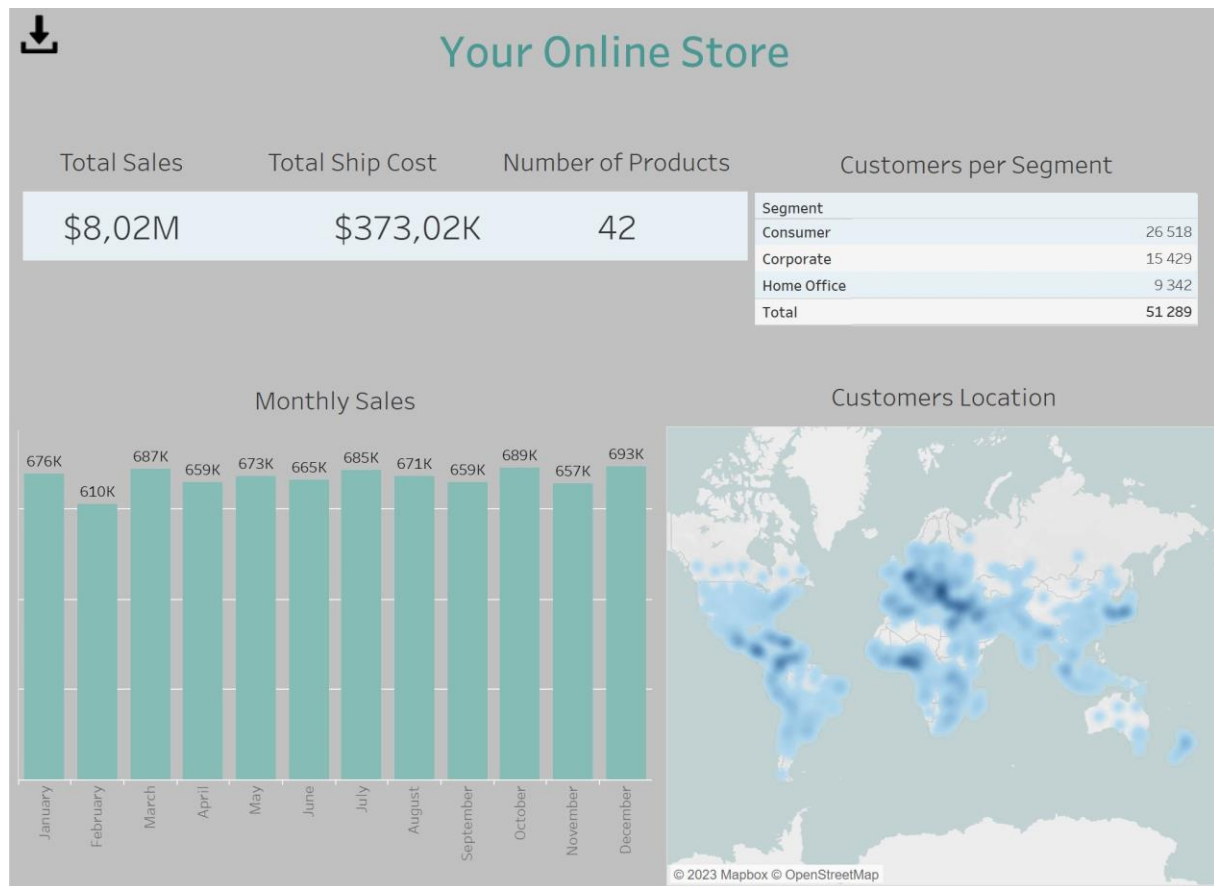 Your Online Store
Total Sales
Total Ship Cost
Number of Products
$8,02M
$373,02K
42
Customers per Segment
Segment
Consumer 26 518
Corporate 15 429
Home Office 9 342
Total 51 289
Monthly Sales
676K
610K
687K
659K
673K
665K
685K
671K
659K
689K
657K
693K
January
February
March
April
May
June
July
August
September
October
November
December
Customers Location
© 2023 Mapbox © OpenStreetMap